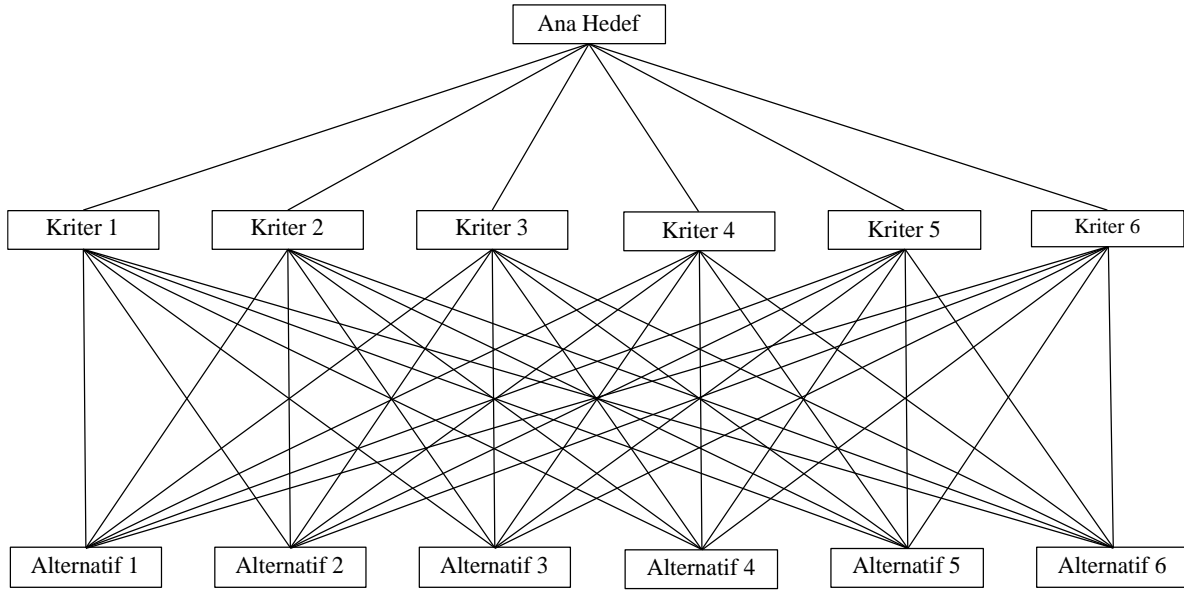 Ana Hedef
Kriter 1
Kriter 2
Kriter 3
Kriter 4
Kriter 5
Kriter 6
Alternatif 1
Alternatif 2
Alternatif 3
Alternatif 4
Alternatif 5
Alternatif 6